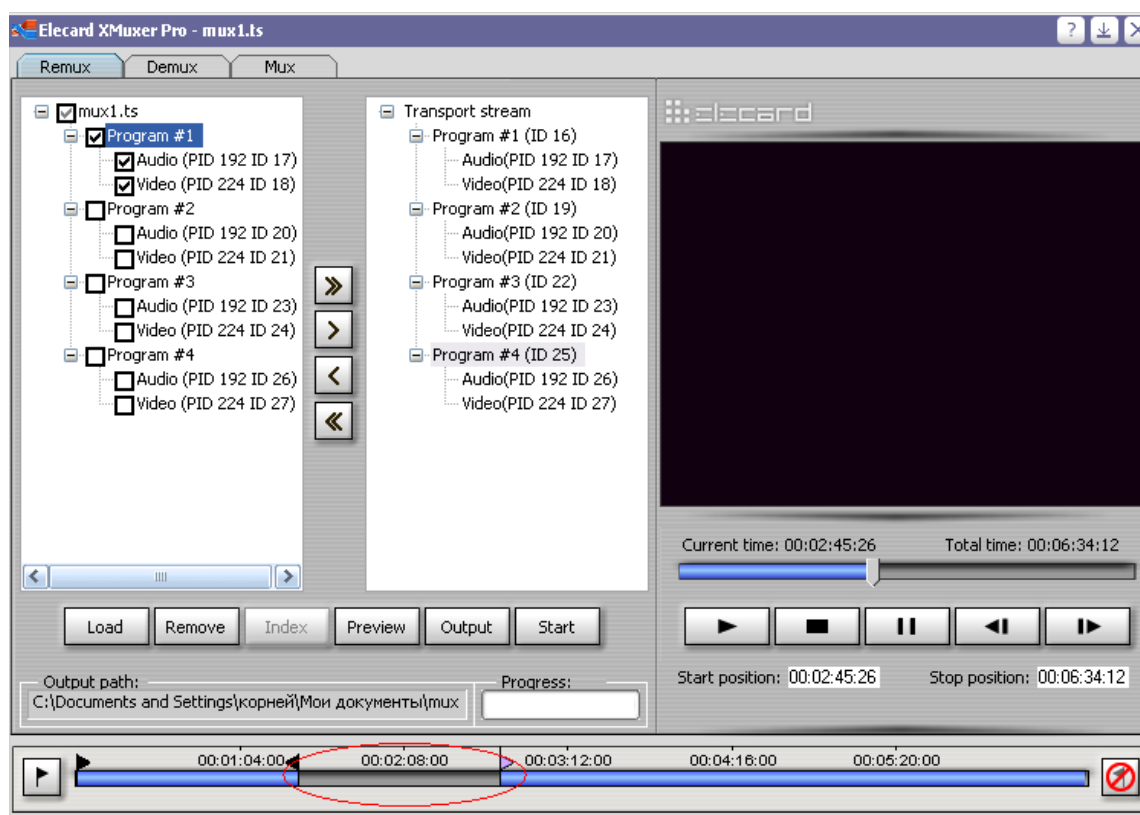 Elecard XMuxer Pro - mux1.ts
?
Remux Demux Mux
mux1.ts
Program #1
Audio (PID 192 ID 17)
Video (PID 224 ID 18)
Program #2
Audio (PID 192 ID 20)
Video (PID 224 ID 21)
Program #3
Audio (PID 192 ID 23)
Video (PID 224 ID 24)
Program #4
Audio (PID 192 ID 26)
Video (PID 224 ID 27)
Transport stream
Program #1 (ID 16)
Audio(PID 192 ID 17)
Video(PID 224 ID 18)
Program #2 (ID 19)
Audio(PID 192 ID 20)
Video(PID 224 ID 21)
Program #3 (ID 22)
Audio(PID 192 ID 23)
Video(PID 224 ID 24)
Program #4 (ID 25)
Audio(PID 192 ID 26)
Video(PID 224 ID 27)
elecard
Current time: 00:02:45:26 Total time: 00:06:34:12
Load Remove Index Preview Output Start
Start position: 00:02:45:26 Stop position: 00:06:34:12
Output path:
C:\Documents and Settings\корней\Мои документы\mux
Progress:
00:01:04:00 00:02:08:00 00:03:12:00 00:04:16:00 00:05:20:00